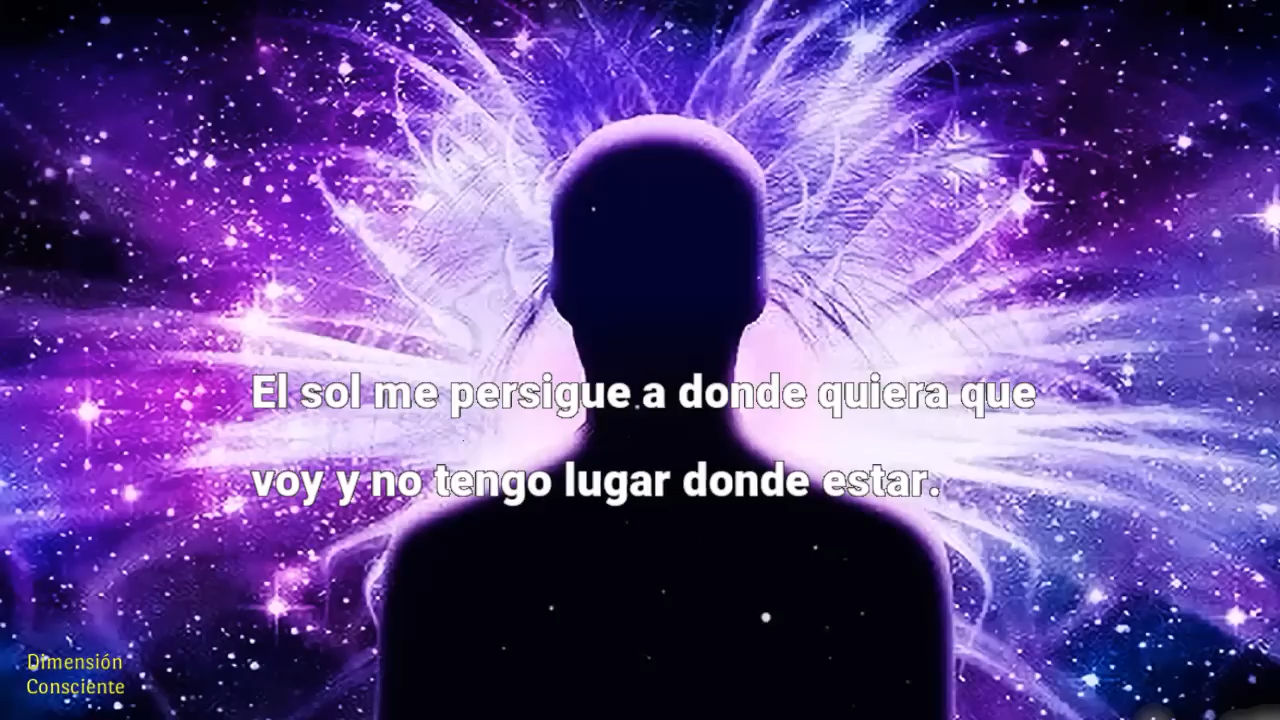 El sol me persigue a donde quiera que
voy y no tengo lugar donde estar.
Dimensión
Consciente